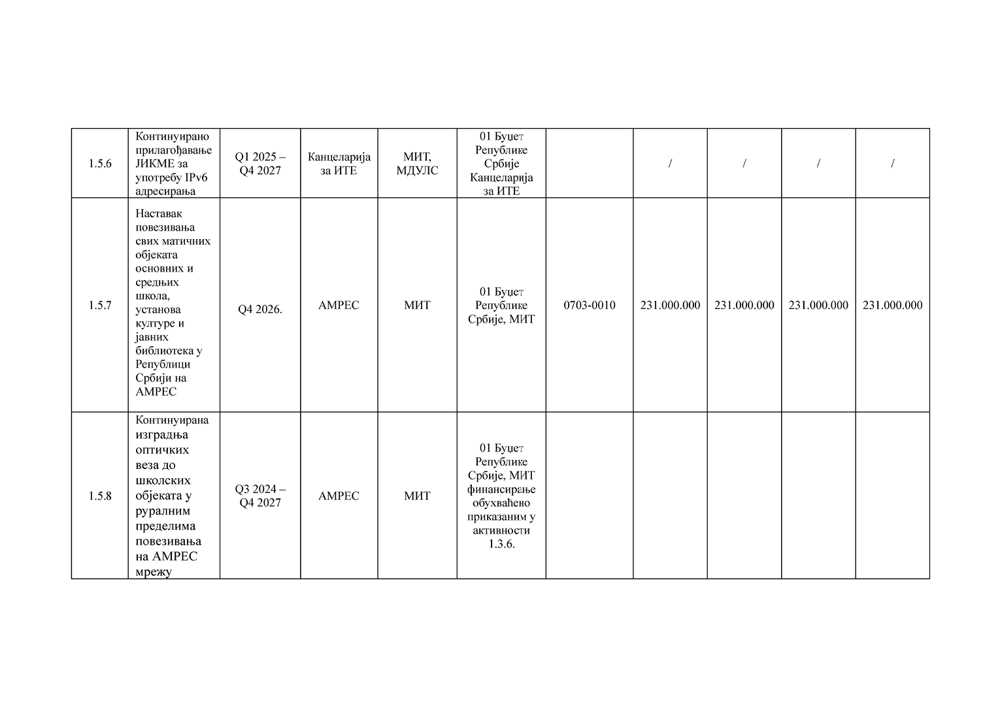 1.5.6
Континуирано
прилагођавање
ЈИКМЕ за
употребу IPv6
адресирања
Q1 2025 –
Q4 2027
Канцеларија
за ИТЕ
МИТ,
МДУЛС
01 Буџет
Републике
Србије
Канцеларија
за ИТЕ
/
/
/
/
1.5.7
Наставак
повезивања
свих матичних
објеката
основних и
средњих
школа,
установа
културе и
јавних
библиотека у
Републици
Србији на
АМРЕС
Q4 2026.
АМРЕС
МИТ
01 Буџет
Републике
Србије, МИТ
0703-0010
231.000.000
231.000.000
231.000.000
231.000.000
1.5.8
Континуирана
изградња
оптичких
веза до
школских
објеката у
руралним
пределима
повезивања
на АМРЕС
мрежу
Q3 2024 –
Q4 2027
АМРЕС
МИТ
01 Буџет
Републике
Србије, МИТ
финансирање
обухваћено
приказаним у
активности
1.3.6.